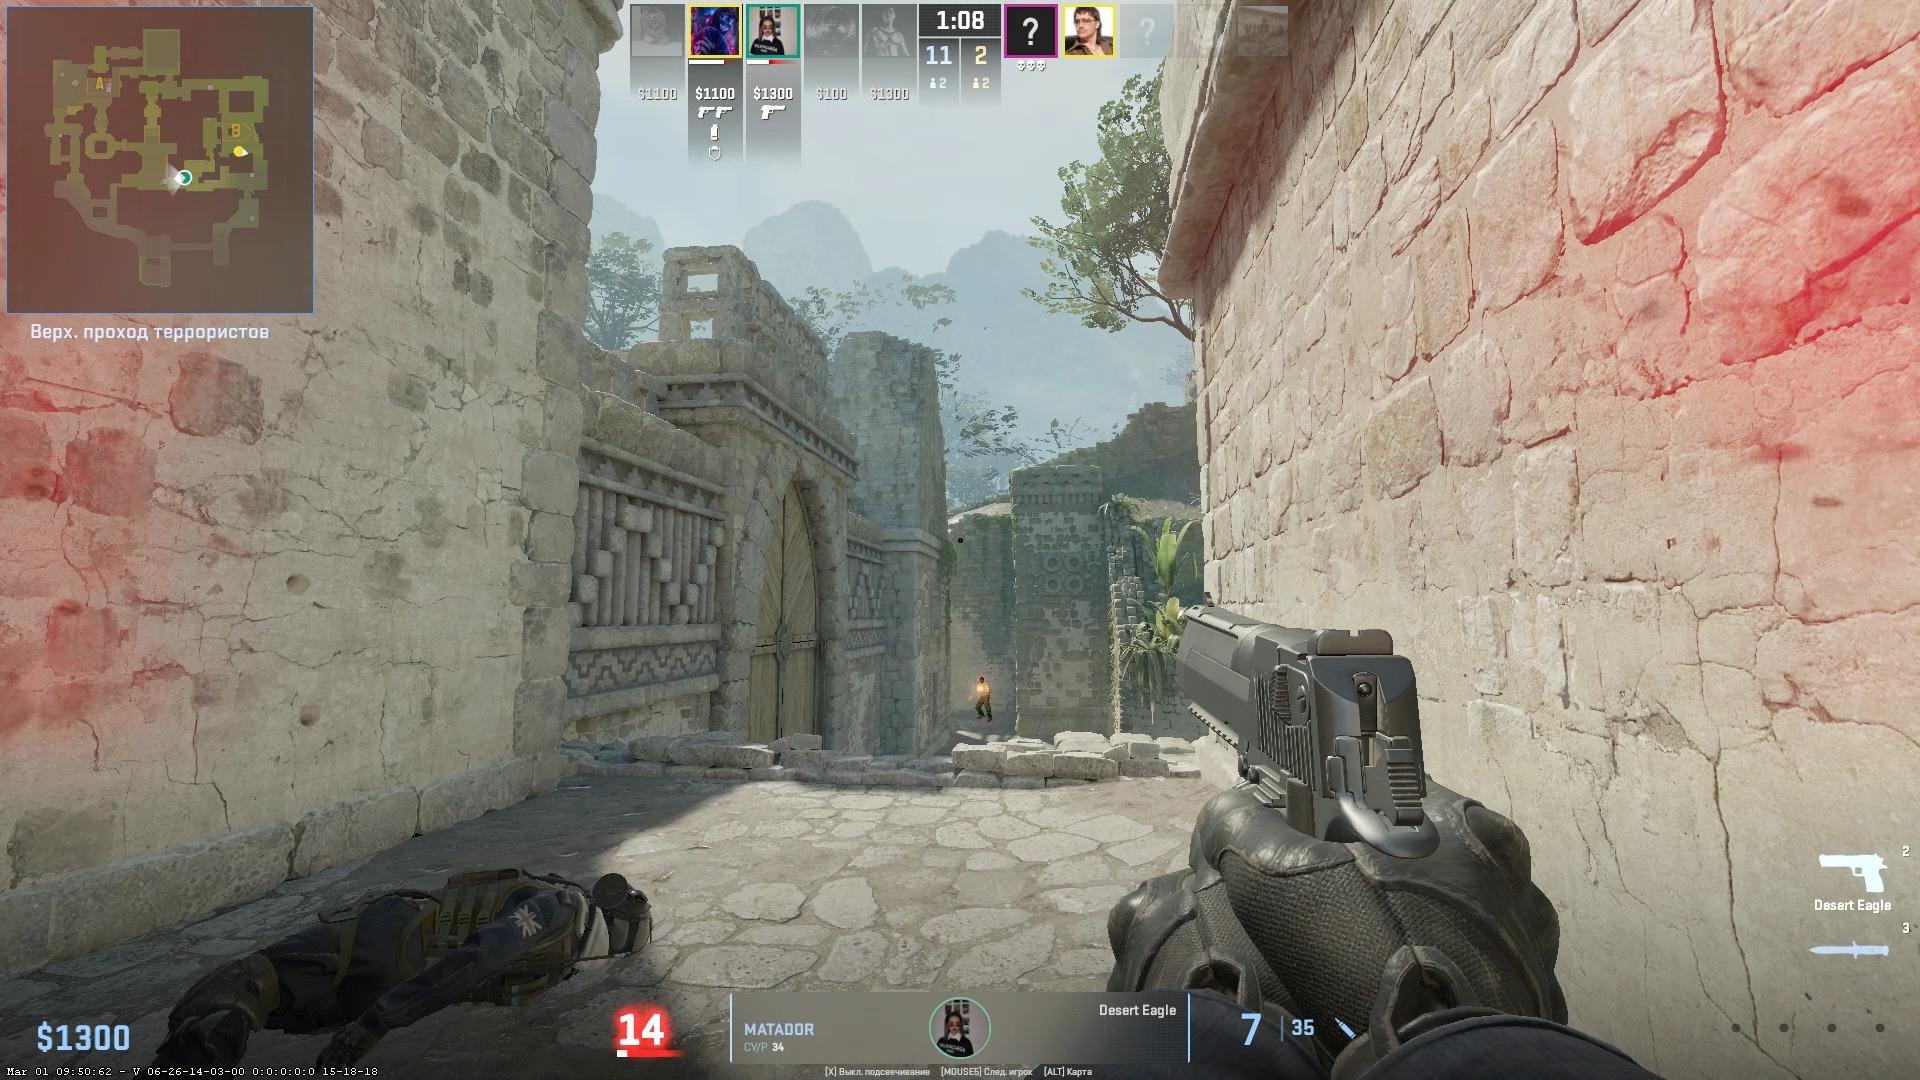 1:08
11 2
2 2
$1100 $1100 $1300 $100 $1300
? ?
A
B
Верх. проход террористов
2
Desert Eagle
3
$1300
14
MATADOR
СУ/Р 34
Desert Eagle
7 35
[X] Выкл. подсвечивание [MOUSE5] След. игрок [ALT] Карта
Mar 01 09:50:62 - V 06-26-14-03-00 0:0:0:0:0 15-18-18